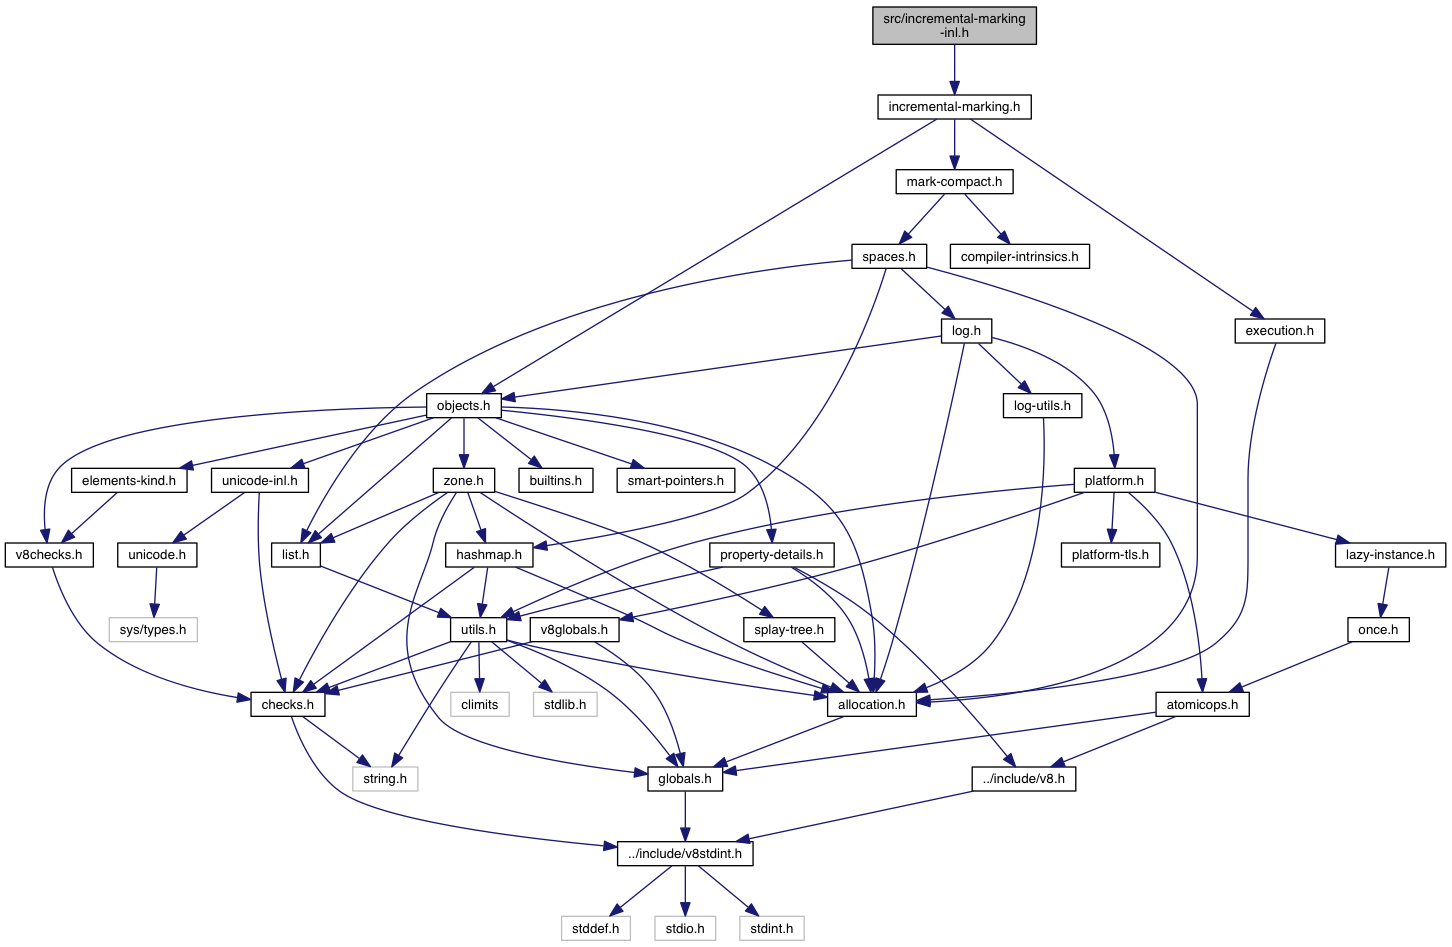 src/incremental-marking
-inl.h
incremental-marking.h
mark-compact.h
spaces.h
compiler-intrinsics.h
log.h
execution.h
objects.h
log-utils.h
elements-kind.h
unicode-inl.h
zone.h
builtins.h
smart-pointers.h
platform.h
v8checks.h
unicode.h
list.h
hashmap.h
property-details.h
platform-tls.h
lazy-instance.h
sys/types.h
utils.h
v8globals.h
splay-tree.h
once.h
checks.h
climits
stdlib.h
allocation.h
atomicops.h
string.h
globals.h
../include/v8.h
../include/v8stdint.h
stddef.h
stdio.h
stdint.h